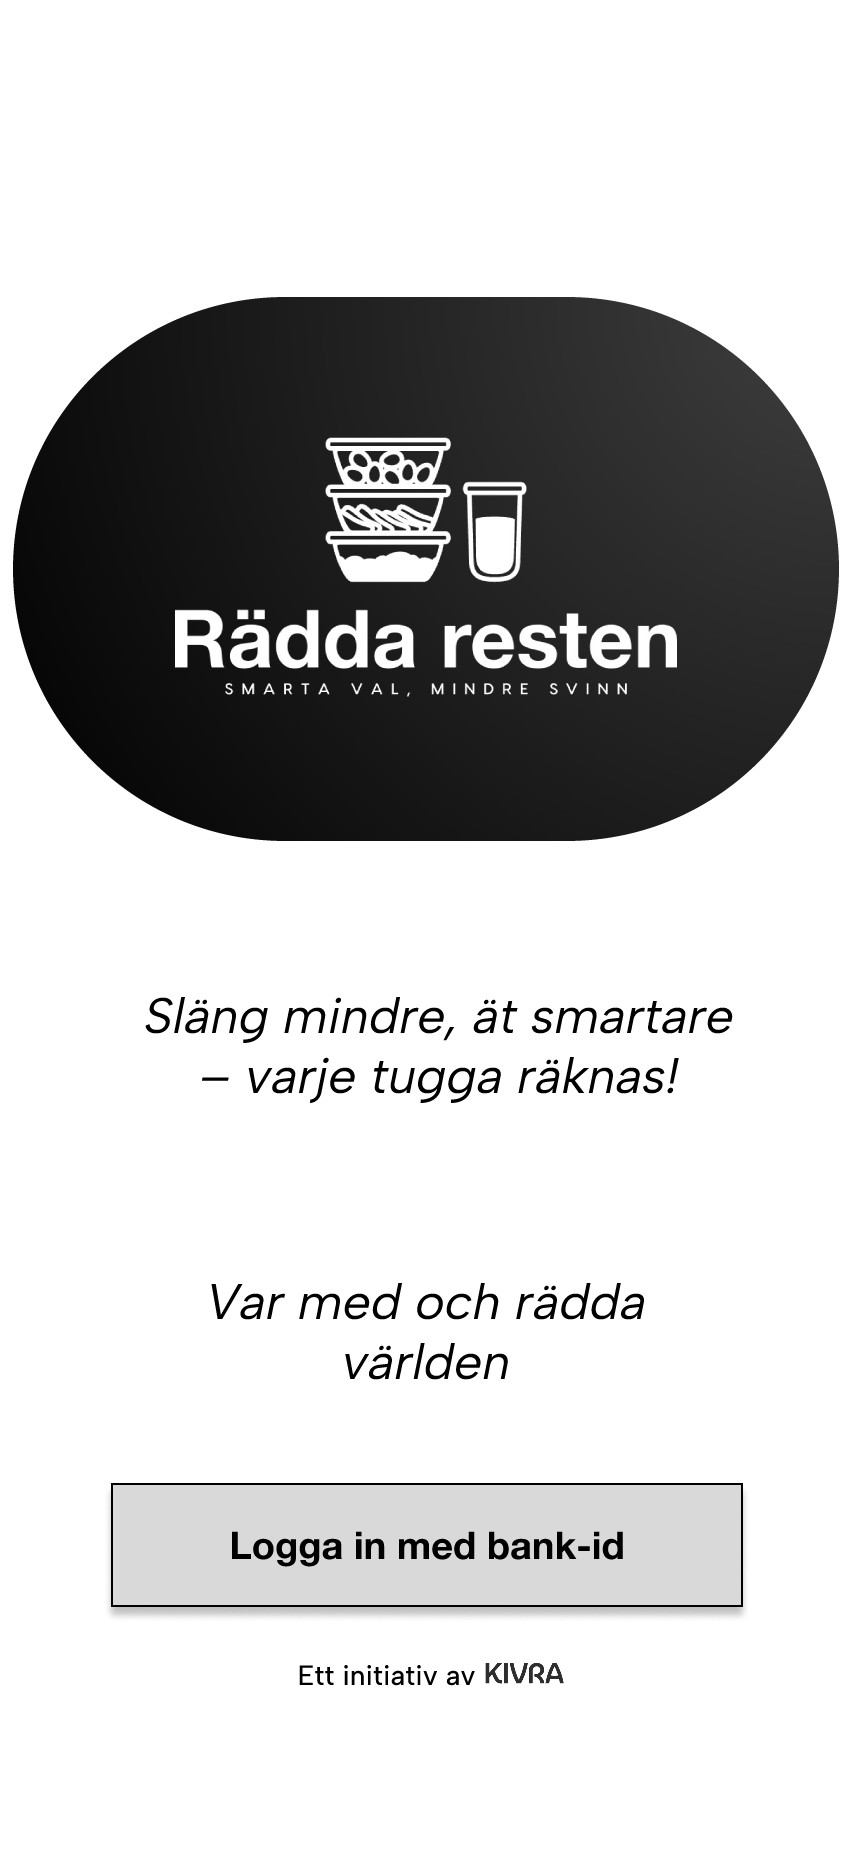 Rädda resten
SMARTA VAL, MINDRE SVINN
Släng mindre, ät smartare
– varje tugga räknas!
Var med och rädda
världen
Logga in med bank-id
Ett initiativ av KIVRA